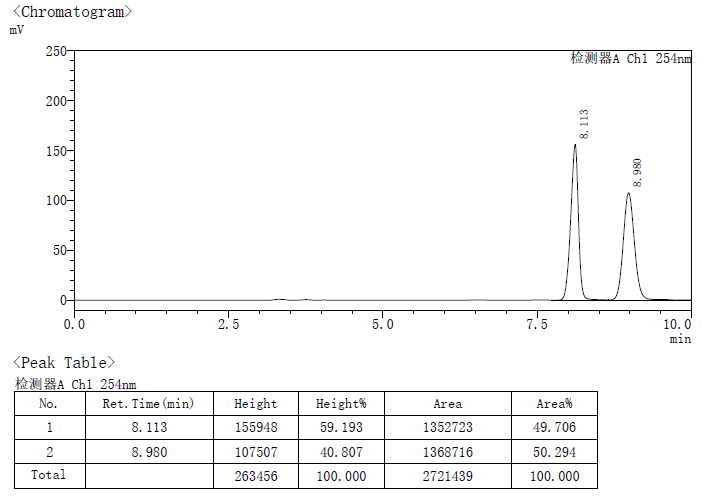 <Chromatogram>
mV
检测器A Ch1 254nm
250
200
150
100
50
0
8.113
8.980
0.0 2.5 5.0 7.5 10.0
min
<Peak Table>
检测器A Ch1 254nm
No. Ret.Time(min) Height Height% Area Area%
1 8.113 155948 59.193 1352723 49.706
2 8.980 107507 40.807 1368716 50.294
Total 263456 100.000 2721439 100.000